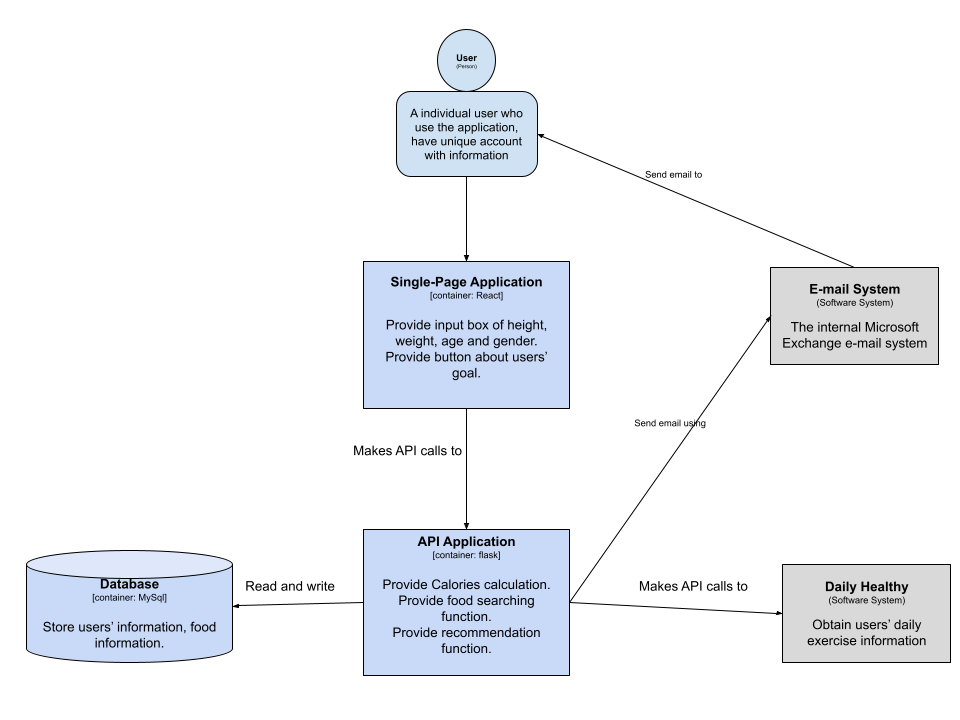 User
(Person)
A individual user who
use the application,
have unique account
with information
Send email to
Single-Page Application
[container: React]
Provide input box of height,
weight, age and gender.
Provide button about users'
goal.
E-mail System
(Software System)
The internal Microsoft
Exchange e-mail system
Send email using
Makes API calls to
API Application
[container: flask]
Provide Calories calculation.
Provide food searching
function.
Provide recommendation
function.
Database
[container: MySql]
Store users' information, food
information.
Read and write
Makes API calls to
Daily Healthy
(Software System)
Obtain users' daily
exercise information